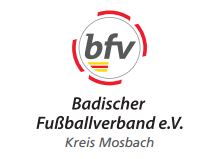 bfv
Badischer
Fußballverband e.V.
Kreis Mosbach